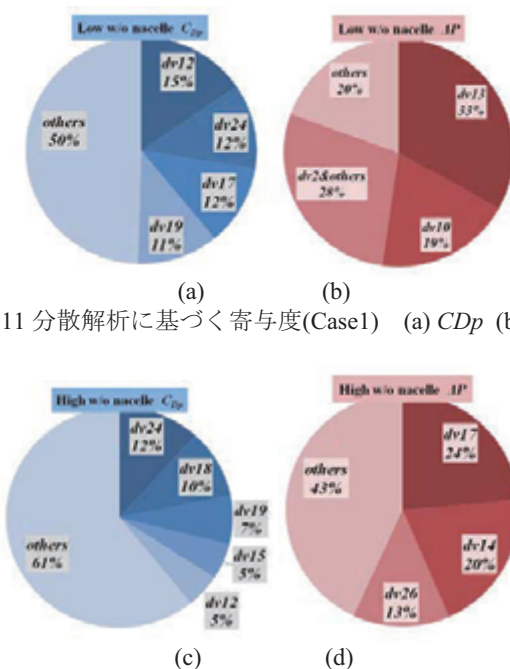 Low w/o nacelle C_Dp
dv12
15%
dv24
12%
dv17
12%
dv19
11%
others
50%
Low w/o nacelle ΔP
dv13
33%
dv10
19%
dv2&others
28%
others
20%
(a) (b)
11 分散解析に基づく寄与度(Case1) (a) CDp (b
High w/o nacelle C_Dp
dv24
12%
dv18
10%
dv19
7%
dv15
5%
dv12
5%
others
61%
High w/o nacelle ΔP
dv17
24%
dv14
20%
dv26
13%
others
43%
(c) (d)